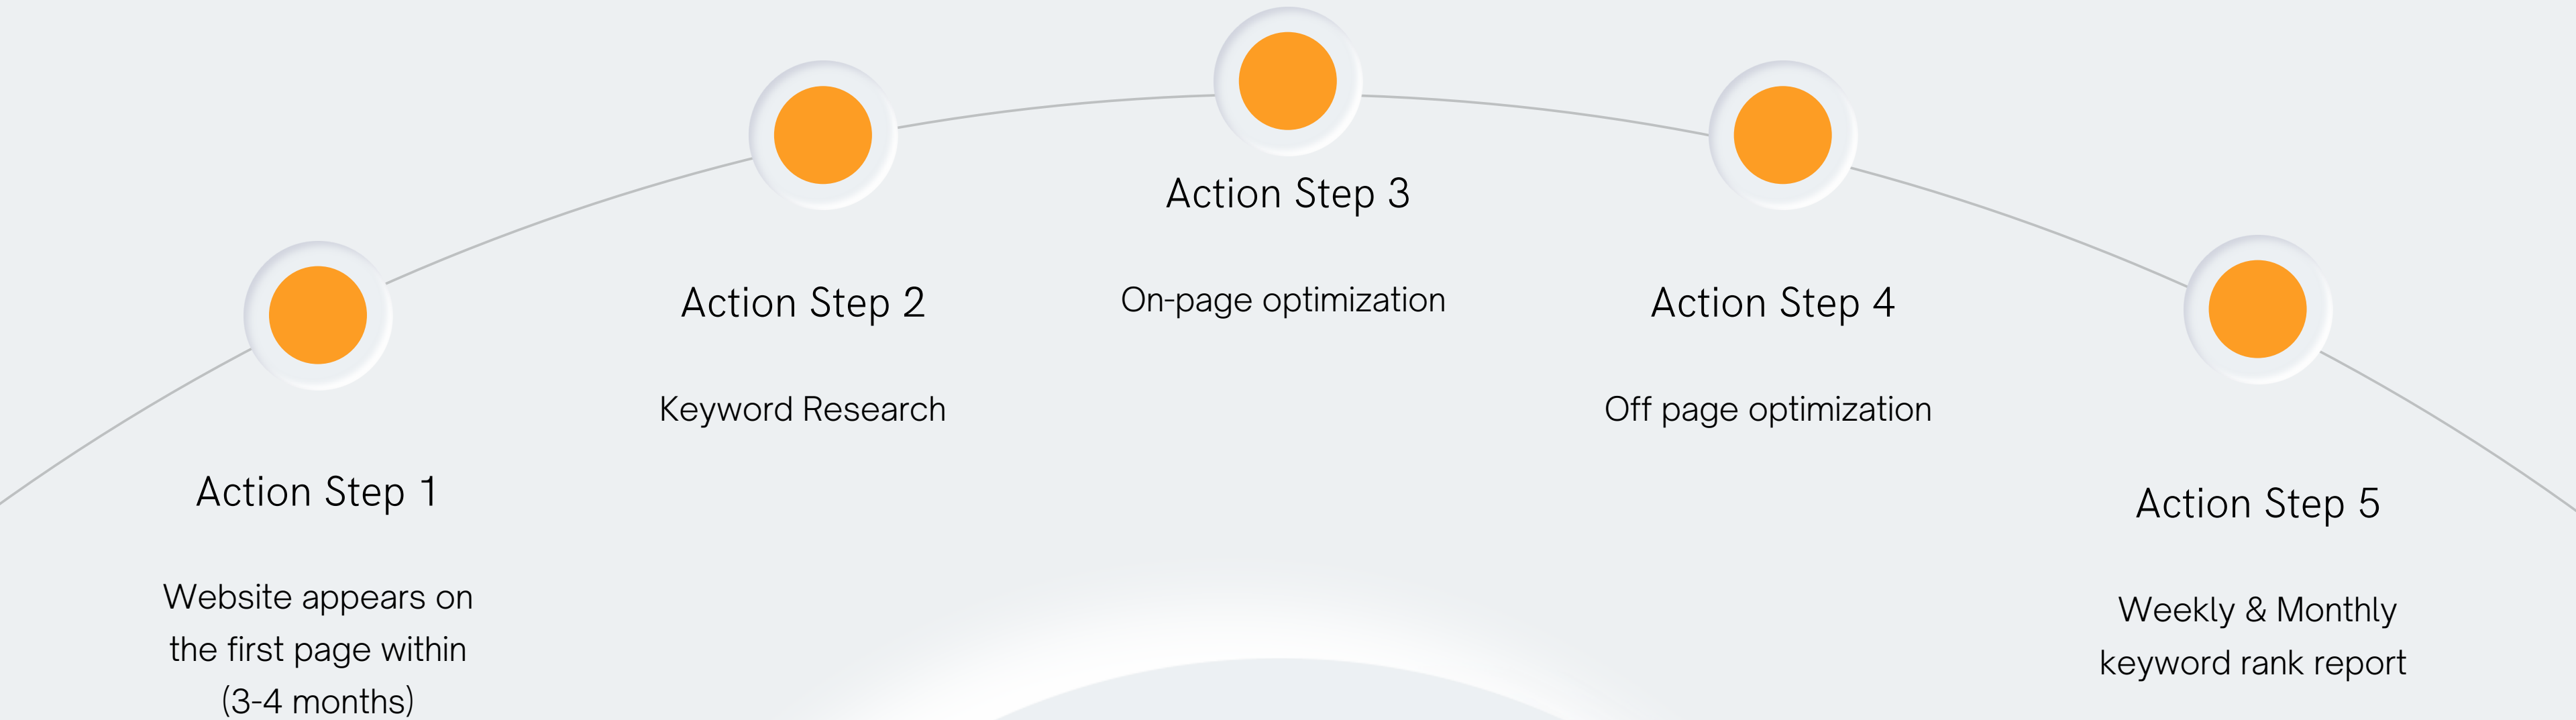 Action Step 1
Website appears on
the first page within
(3-4 months)
Action Step 2
Keyword Research
Action Step 3
On-page optimization
Action Step 4
Off page optimization
Action Step 5
Weekly & Monthly
keyword rank report